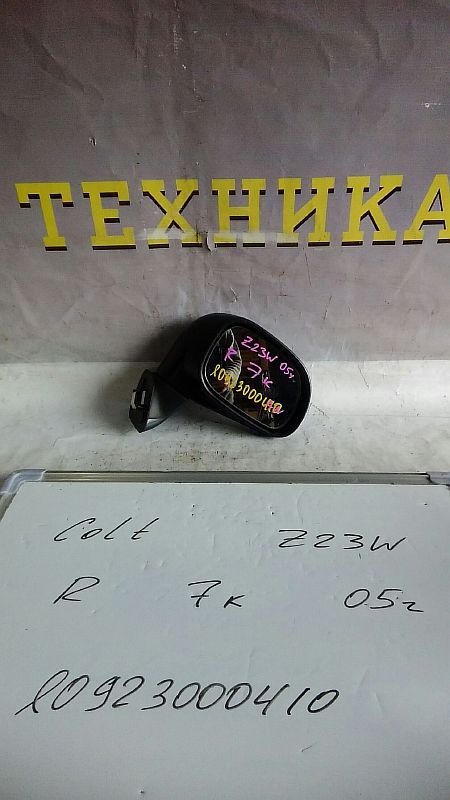 ТЕХНИКА
Z23W 05г.
R 7к
l0923000410
Colt Z23W
R 7к 05г
l0923000410